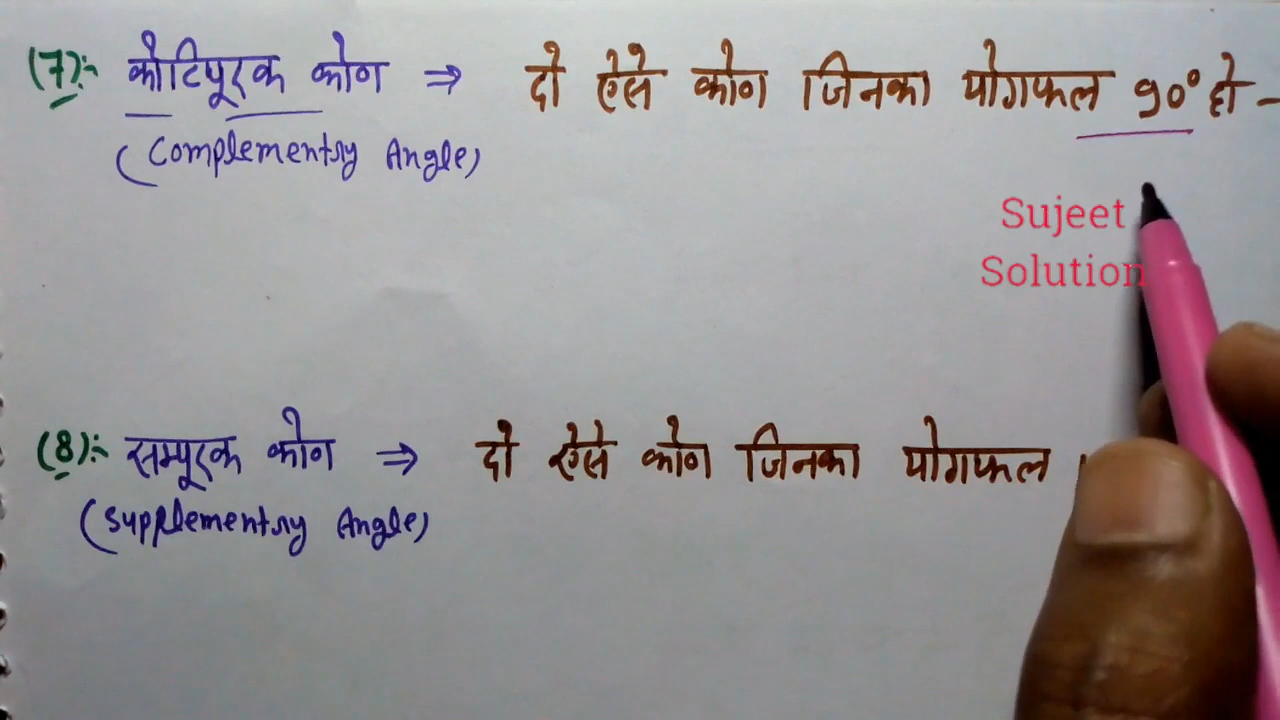 (7):- कोटिपूरक कोण ⇒ दो ऐसे कोण जिनका योगफल 90° हो -
(Complementry Angle)
Sujeet
Solution
(8):- सम्पूरक कोण ⇒ दो ऐसे कोण जिनका योगफल
(Supplementry Angle)